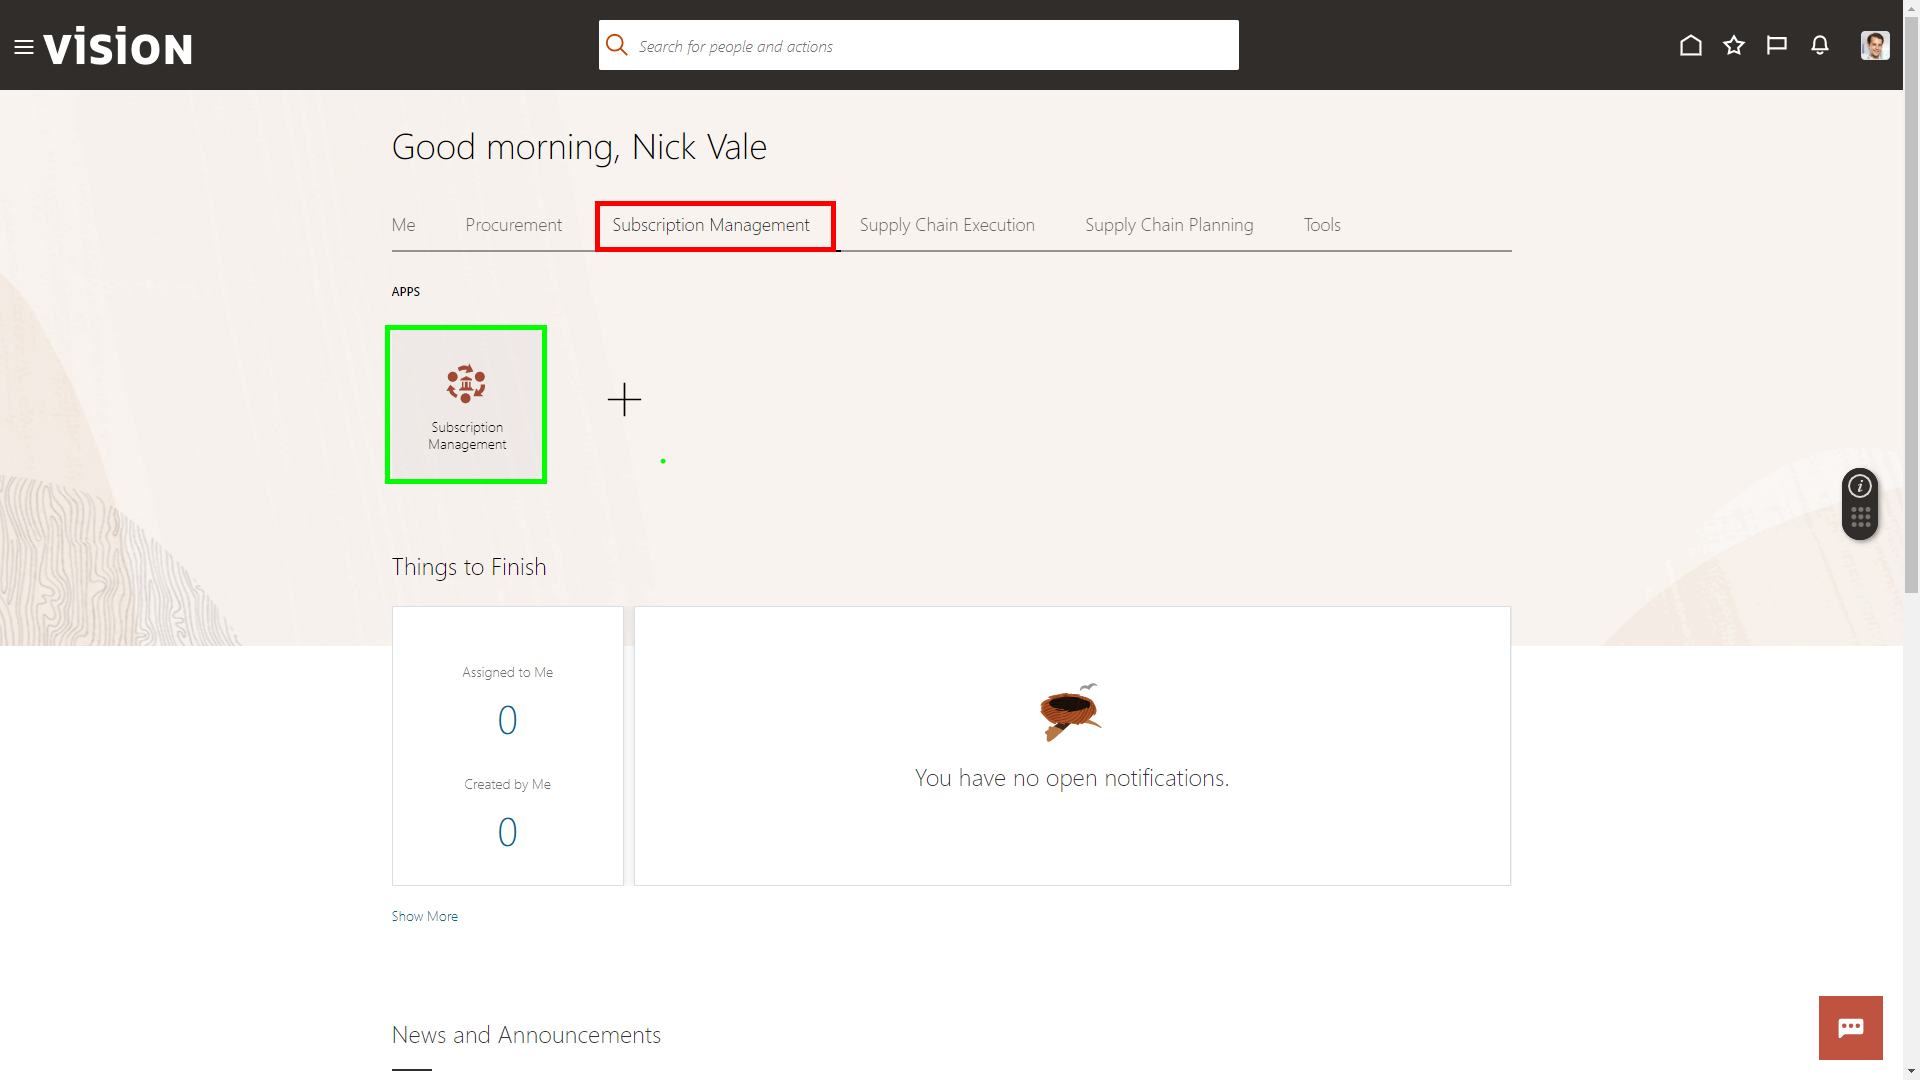 vision
Search for people and actions
Good morning, Nick Vale
Me Procurement Subscription Management Supply Chain Execution Supply Chain Planning Tools
APPS
Subscription
Management
Things to Finish
Assigned to Me
0
Created by Me
0
You have no open notifications.
Show More
News and Announcements